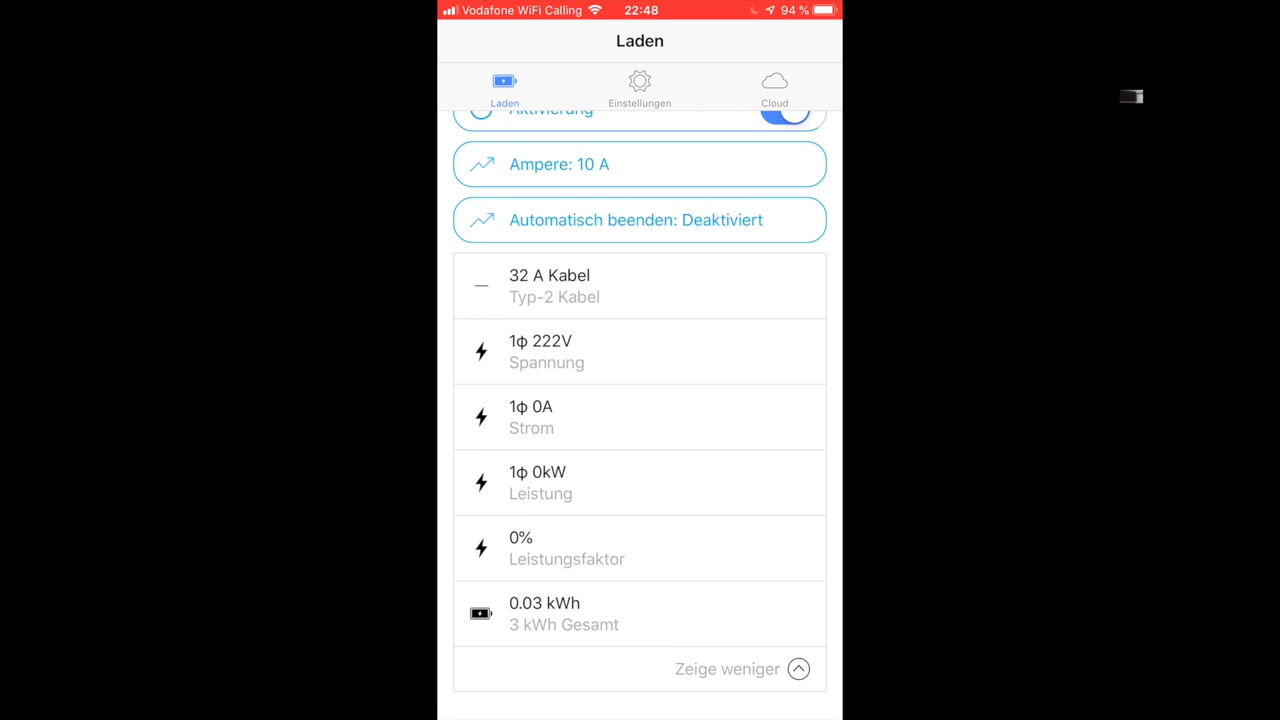 Vodafone WiFi Calling 22:48 94 %
Laden
Laden Einstellungen Cloud
Aktivierung
Ampere: 10 A
Automatisch beenden: Deaktiviert
32 A Kabel
Typ-2 Kabel
1ϕ 222V
Spannung
1ϕ 0A
Strom
1ϕ 0kW
Leistung
0%
Leistungsfaktor
0.03 kWh
3 kWh Gesamt
Zeige weniger